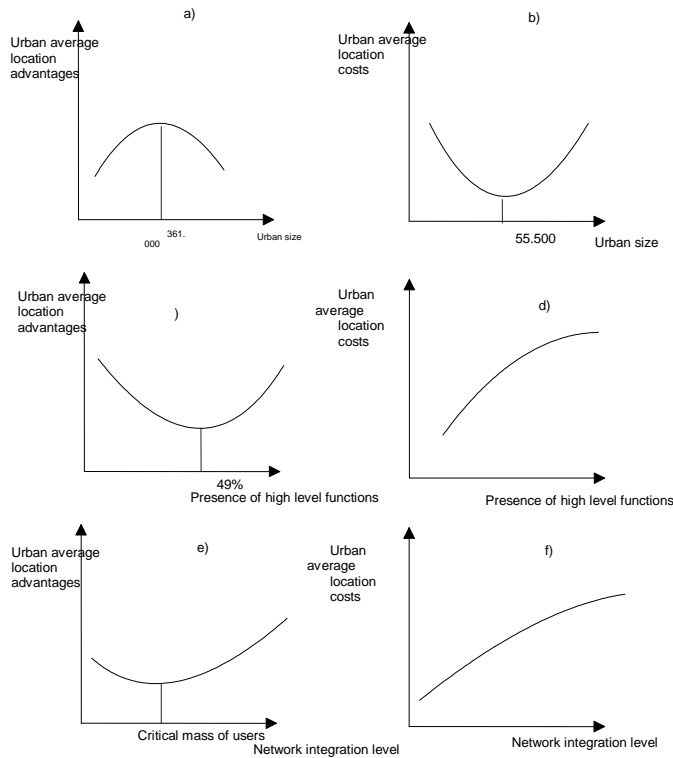 a)
Urban average
location
advantages
361.
000
Urban size
b)
Urban average
location
costs
55.500
Urban size
)
Urban average
location
advantages
49%
Presence of high level functions
d)
Urban
average
location
costs
Presence of high level functions
e)
Urban average
location
advantages
Critical mass of users
Network integration level
f)
Urban
average
location
costs
Network integration level